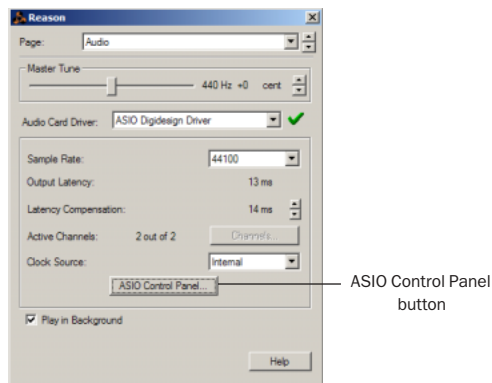 Reason
Page: Audio
Master Tune
440 Hz +0 cent
Audio Card Driver: ASIO Digidesign Driver
Sample Rate: 44100
Output Latency: 13 ms
Latency Compensation: 14 ms
Active Channels: 2 out of 2 Channels...
Clock Source: Internal
ASIO Control Panel...
Play in Background
Help
ASIO Control Panel
button